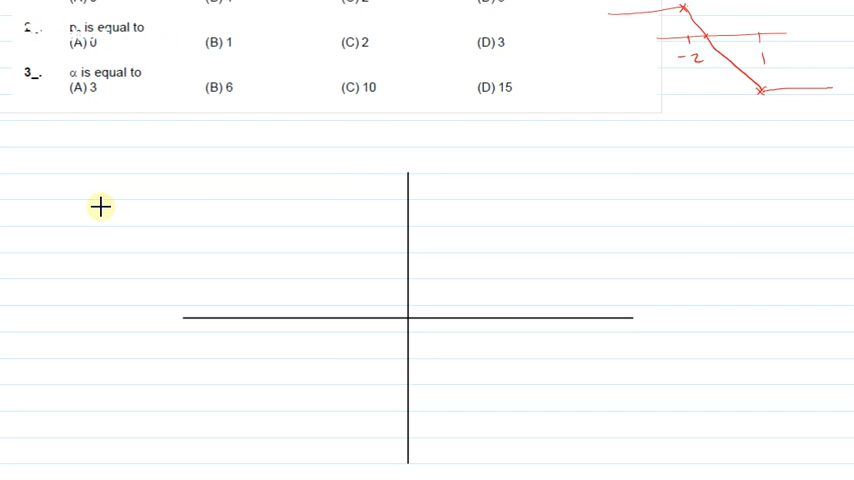 is equal to
(A) 0 (B) 1 (C) 2 (D) 3
3_. α is equal to
(A) 3 (B) 6 (C) 10 (D) 15
-2 1